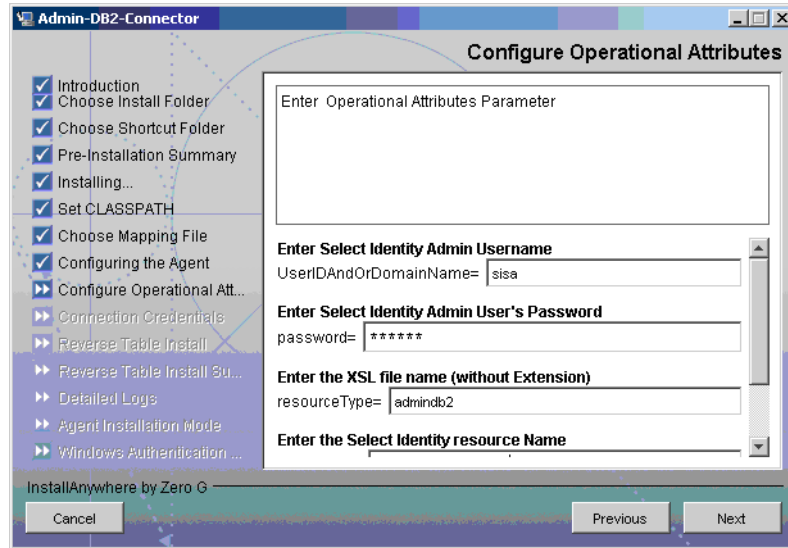 Admin-DB2-Connector
Configure Operational Attributes
Introduction
Choose Install Folder
Choose Shortcut Folder
Pre-Installation Summary
Installing...
Set CLASSPATH
Choose Mapping File
Configuring the Agent
Configure Operational Att...
Connection Credentials
Reverse Table Install
Reverse Table Install Su...
Detailed Logs
Agent Installation Mode
Windows Authentication ...
Enter Operational Attributes Parameter
Enter Select Identity Admin Username
UserIDAndOrDomainName= sisa
Enter Select Identity Admin User's Password
password= ******
Enter the XSL file name (without Extension)
resourceType= admindb2
Enter the Select Identity resource Name
InstallAnywhere by Zero G
Cancel
Previous
Next